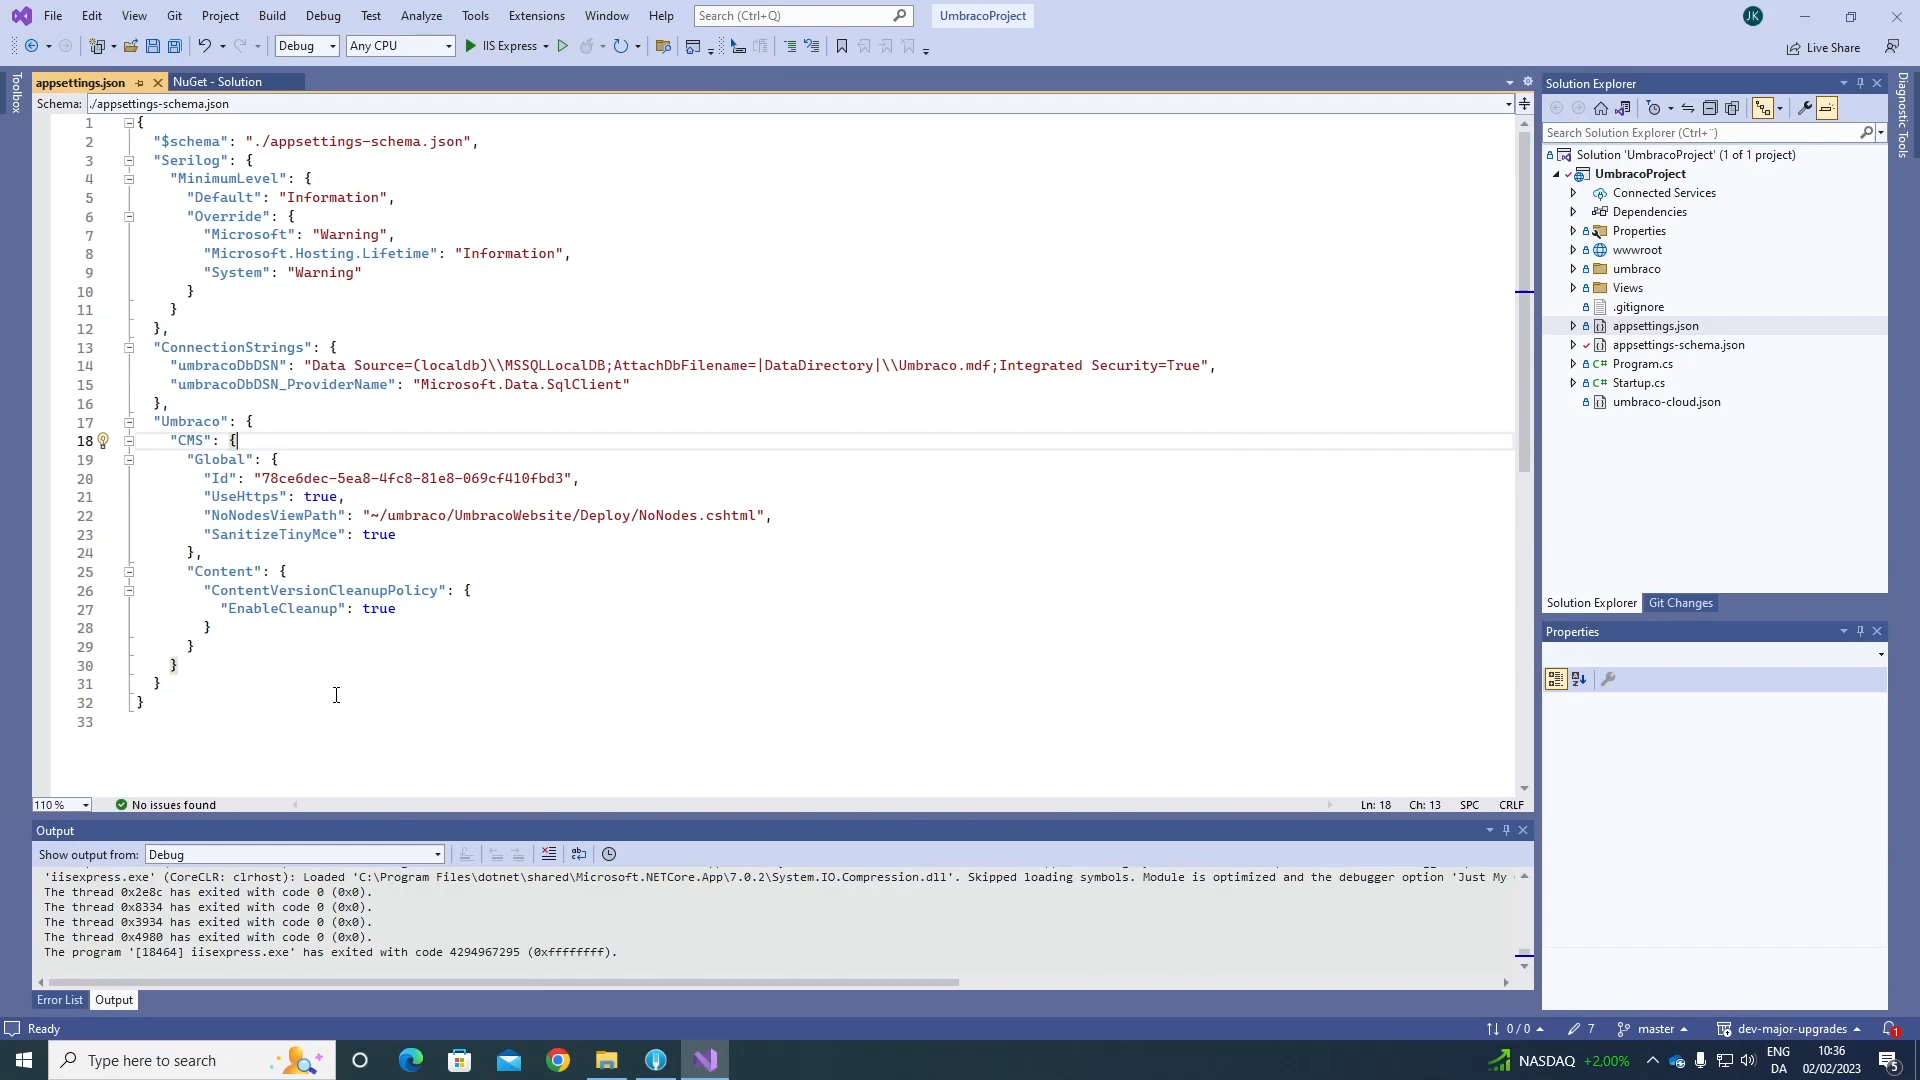 File Edit View Git Project Build Debug Test Analyze Tools Extensions Window Help Search (Ctrl+Q) UmbracoProject JK
Debug Any CPU IIS Express Live Share
Toolbox
appsettings.json NuGet - Solution
Schema: ./appsettings-schema.json
1 {
2 "$schema": "./appsettings-schema.json",
3 "Serilog": {
4 "MinimumLevel": {
5 "Default": "Information",
6 "Override": {
7 "Microsoft": "Warning",
8 "Microsoft.Hosting.Lifetime": "Information",
9 "System": "Warning"
10 }
11 }
12 },
13 "ConnectionStrings": {
14 "umbracoDbDSN": "Data Source=(localdb)\\MSSQLLocalDB;AttachDbFilename=|DataDirectory|\\Umbraco.mdf;Integrated Security=True",
15 "umbracoDbDSN_ProviderName": "Microsoft.Data.SqlClient"
16 },
17 "Umbraco": {
18 "CMS": {
19 "Global": {
20 "Id": "78ce6dec-5ea8-4fc8-81e8-069cf410fbd3",
21 "UseHttps": true,
22 "NoNodesViewPath": "~/umbraco/UmbracoWebsite/Deploy/NoNodes.cshtml",
23 "SanitizeTinyMce": true
24 },
25 "Content": {
26 "ContentVersionCleanupPolicy": {
27 "EnableCleanup": true
28 }
29 }
30 }
31 }
32 }
33
110 % No issues found Ln: 18 Ch: 13 SPC CRLF
Output
Show output from: Debug
'iisexpress.exe' (CoreCLR: clrhost): Loaded 'C:\Program Files\dotnet\shared\Microsoft.NETCore.App\7.0.2\System.IO.Compression.dll'. Skipped loading symbols. Module is optimized and the debugger option 'Just My
The thread 0x2e8c has exited with code 0 (0x0).
The thread 0x8334 has exited with code 0 (0x0).
The thread 0x3934 has exited with code 0 (0x0).
The thread 0x4980 has exited with code 0 (0x0).
The program '[18464] iisexpress.exe' has exited with code 4294967295 (0xffffffff).
Error List Output
Solution Explorer
Search Solution Explorer (Ctrl+¨)
Solution 'UmbracoProject' (1 of 1 project)
UmbracoProject
Connected Services
Dependencies
Properties
wwwroot
umbraco
Views
.gitignore
appsettings.json
appsettings-schema.json
C# Program.cs
C# Startup.cs
umbraco-cloud.json
Solution Explorer Git Changes
Properties
Diagnostic Tools
Ready 0 / 0 7 master dev-major-upgrades 1
Type here to search NASDAQ +2,00% ENG 10:36
DA 02/02/2023 5